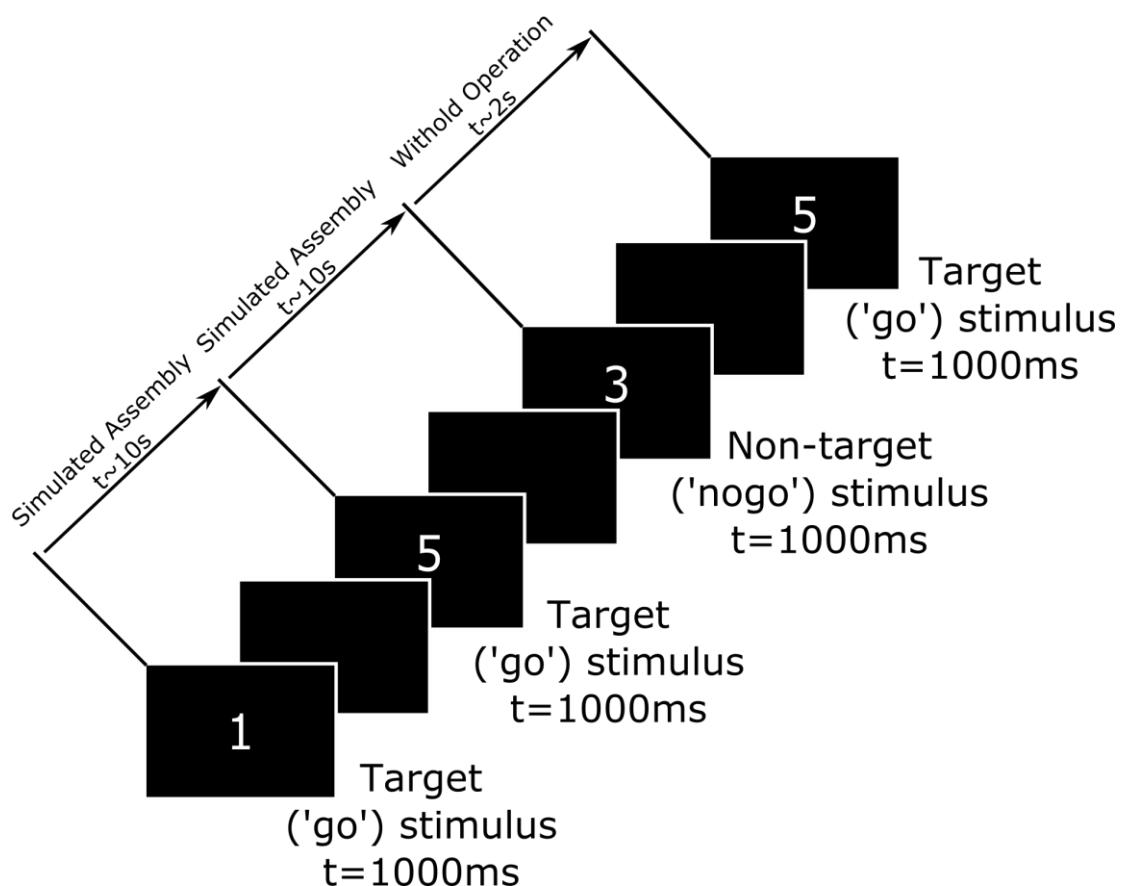 Withold Operation
t~2s
Simulated Assembly
t~10s
Simulated Assembly
t~10s
5
Target
('go') stimulus
t=1000ms
3
Non-target
('nogo') stimulus
t=1000ms
5
Target
('go') stimulus
t=1000ms
1
Target
('go') stimulus
t=1000ms